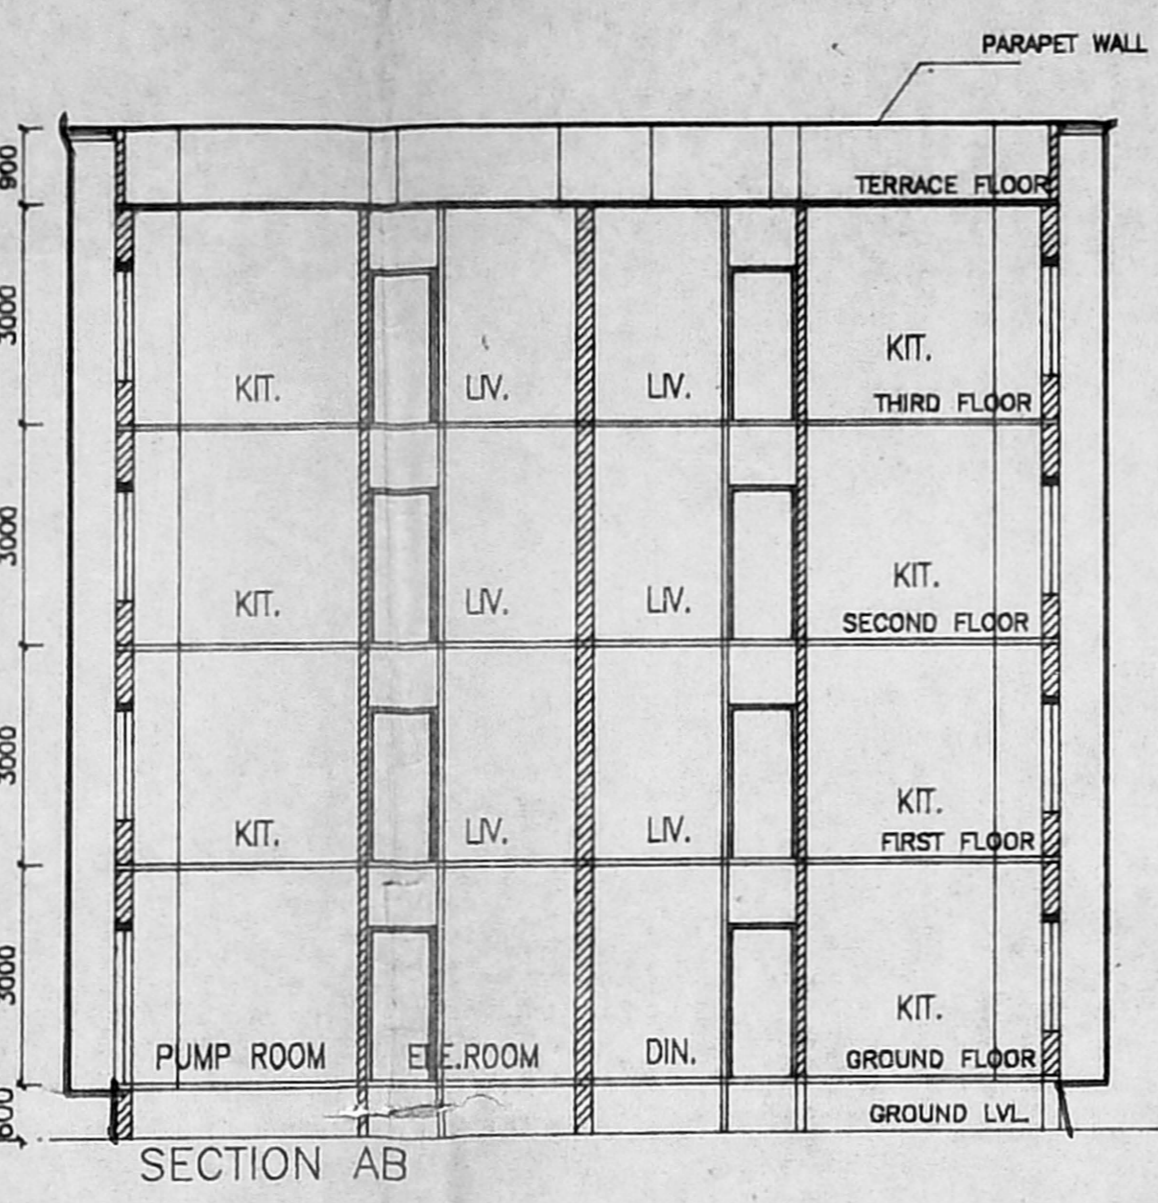 PARAPET WALL
900
TERRACE FLOOR
3000
KIT.
KIT. LIV. LIV.
THIRD FLOOR
3000
KIT.
KIT. LIV. LIV.
SECOND FLOOR
3000
KIT.
KIT. LIV. LIV.
FIRST FLOOR
3000
KIT.
PUMP ROOM ELE.ROOM DIN.
GROUND FLOOR
600
GROUND LVL.
SECTION AB